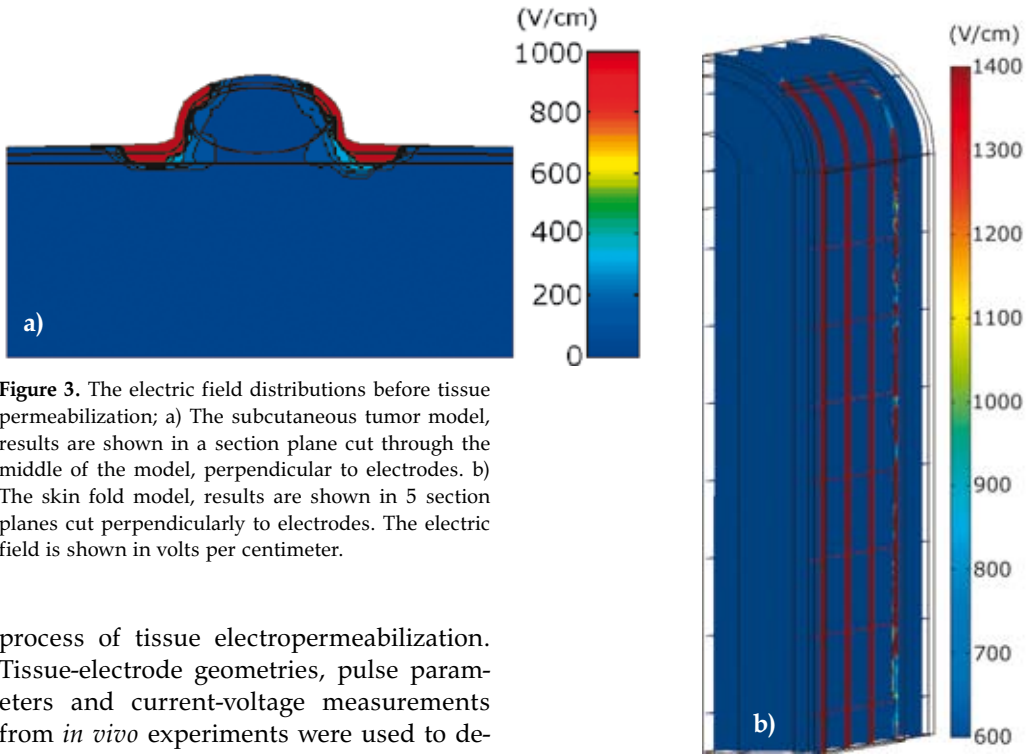 (V/cm)
1000
800
600
400
200
0
a)
(V/cm)
1400
1300
1200
1100
1000
900
800
700
600
b)
Figure 3. The electric field distributions before tissue
permeabilization; a) The subcutaneous tumor model,
results are shown in a section plane cut through the
middle of the model, perpendicular to electrodes. b)
The skin fold model, results are shown in 5 section
planes cut perpendicularly to electrodes. The electric
field is shown in volts per centimeter.
process of tissue electropermeabilization.
Tissue-electrode geometries, pulse param-
eters and current-voltage measurements
from in vivo experiments were used to de-